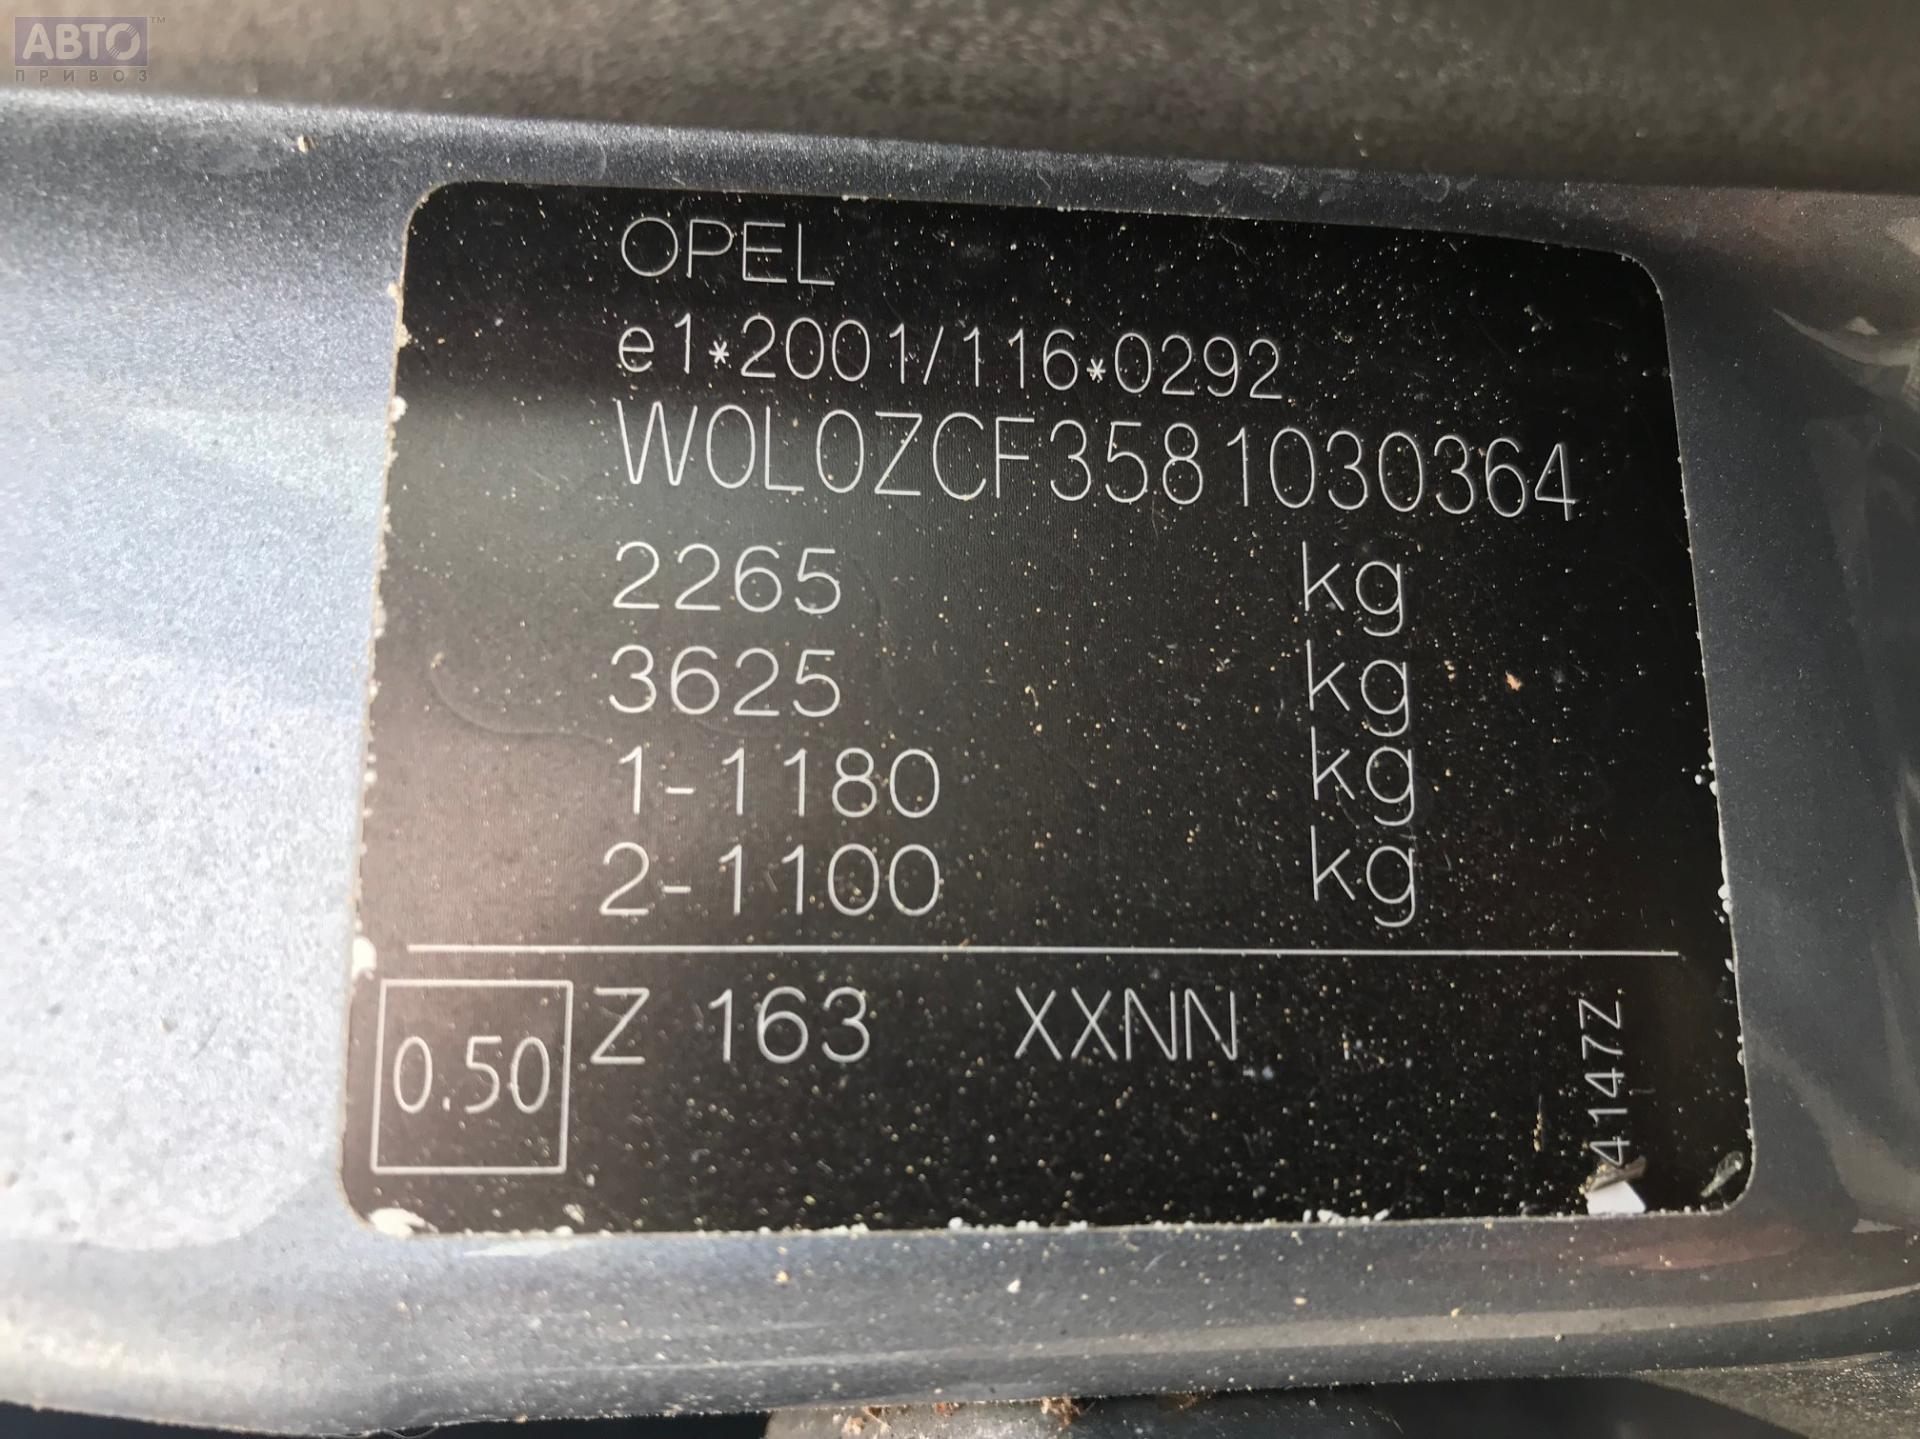 АВТО™
ПРИВОЗ
OPEL
e1*2001/116*0292
W0L0ZCF3581030364
2265 kg
3625 kg
1-1180 kg
2-1100 kg
0.50 Z 163 XXNN
4147Z